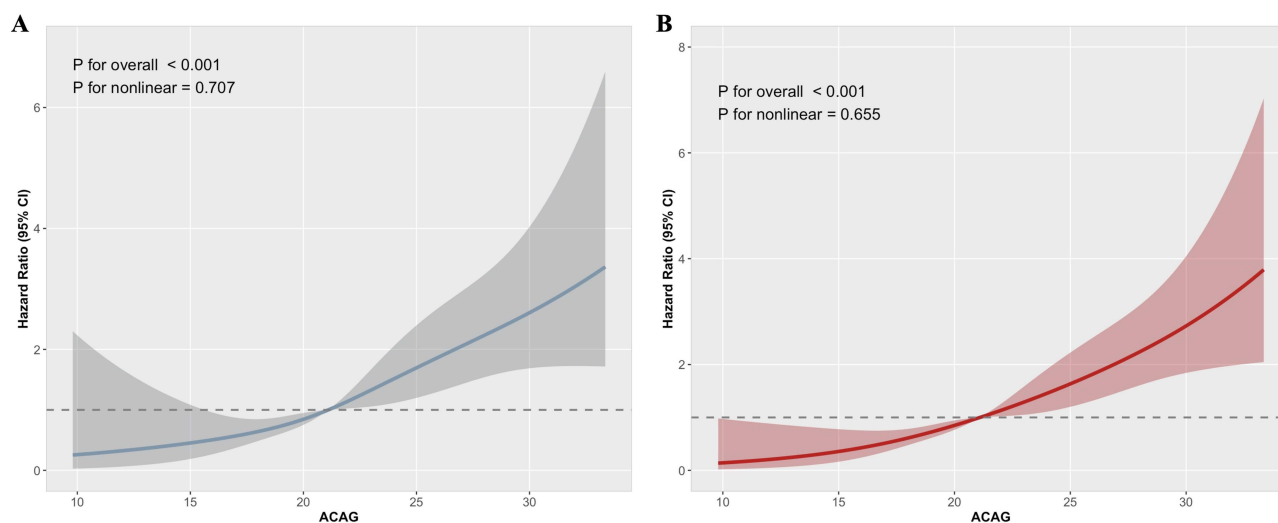 A
P for overall < 0.001
P for nonlinear = 0.707
Hazard Ratio (95% CI)
6
4
2
0
10 15 20 25 30
ACAG
B
P for overall < 0.001
P for nonlinear = 0.655
Hazard Ratio (95% CI)
8
6
4
2
0
10 15 20 25 30
ACAG